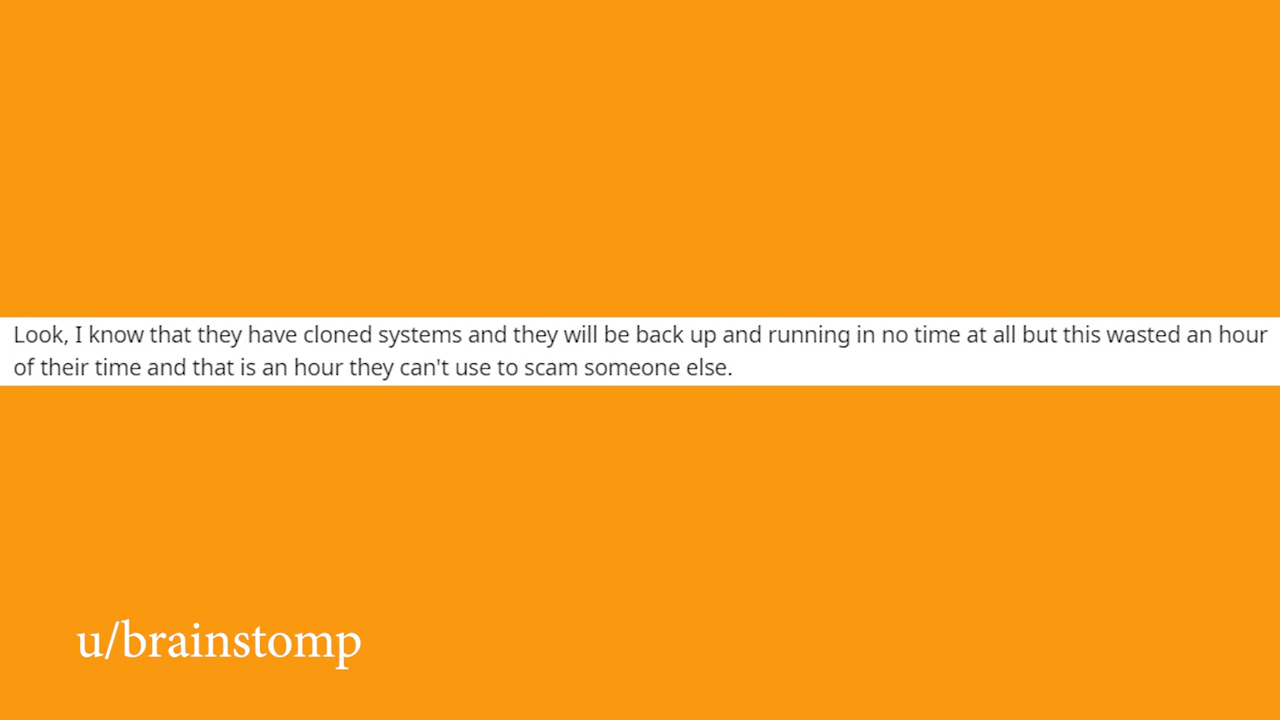 Look, I know that they have cloned systems and they will be back up and running in no time at all but this wasted an hour
of their time and that is an hour they can't use to scam someone else.
u/brainstomp